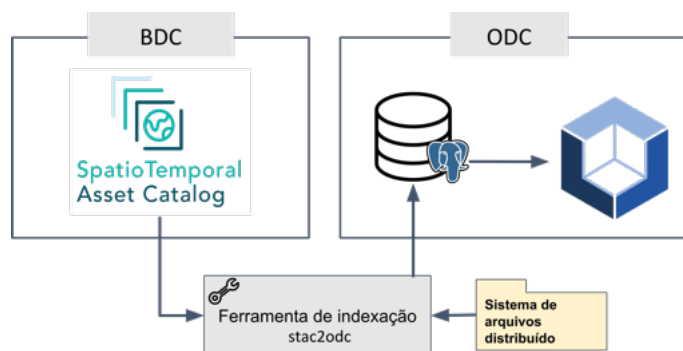 BDC
ODC
SpatioTemporal
Asset Catalog
Ferramenta de indexação
stac2odc
Sistema de
arquivos
distribuído